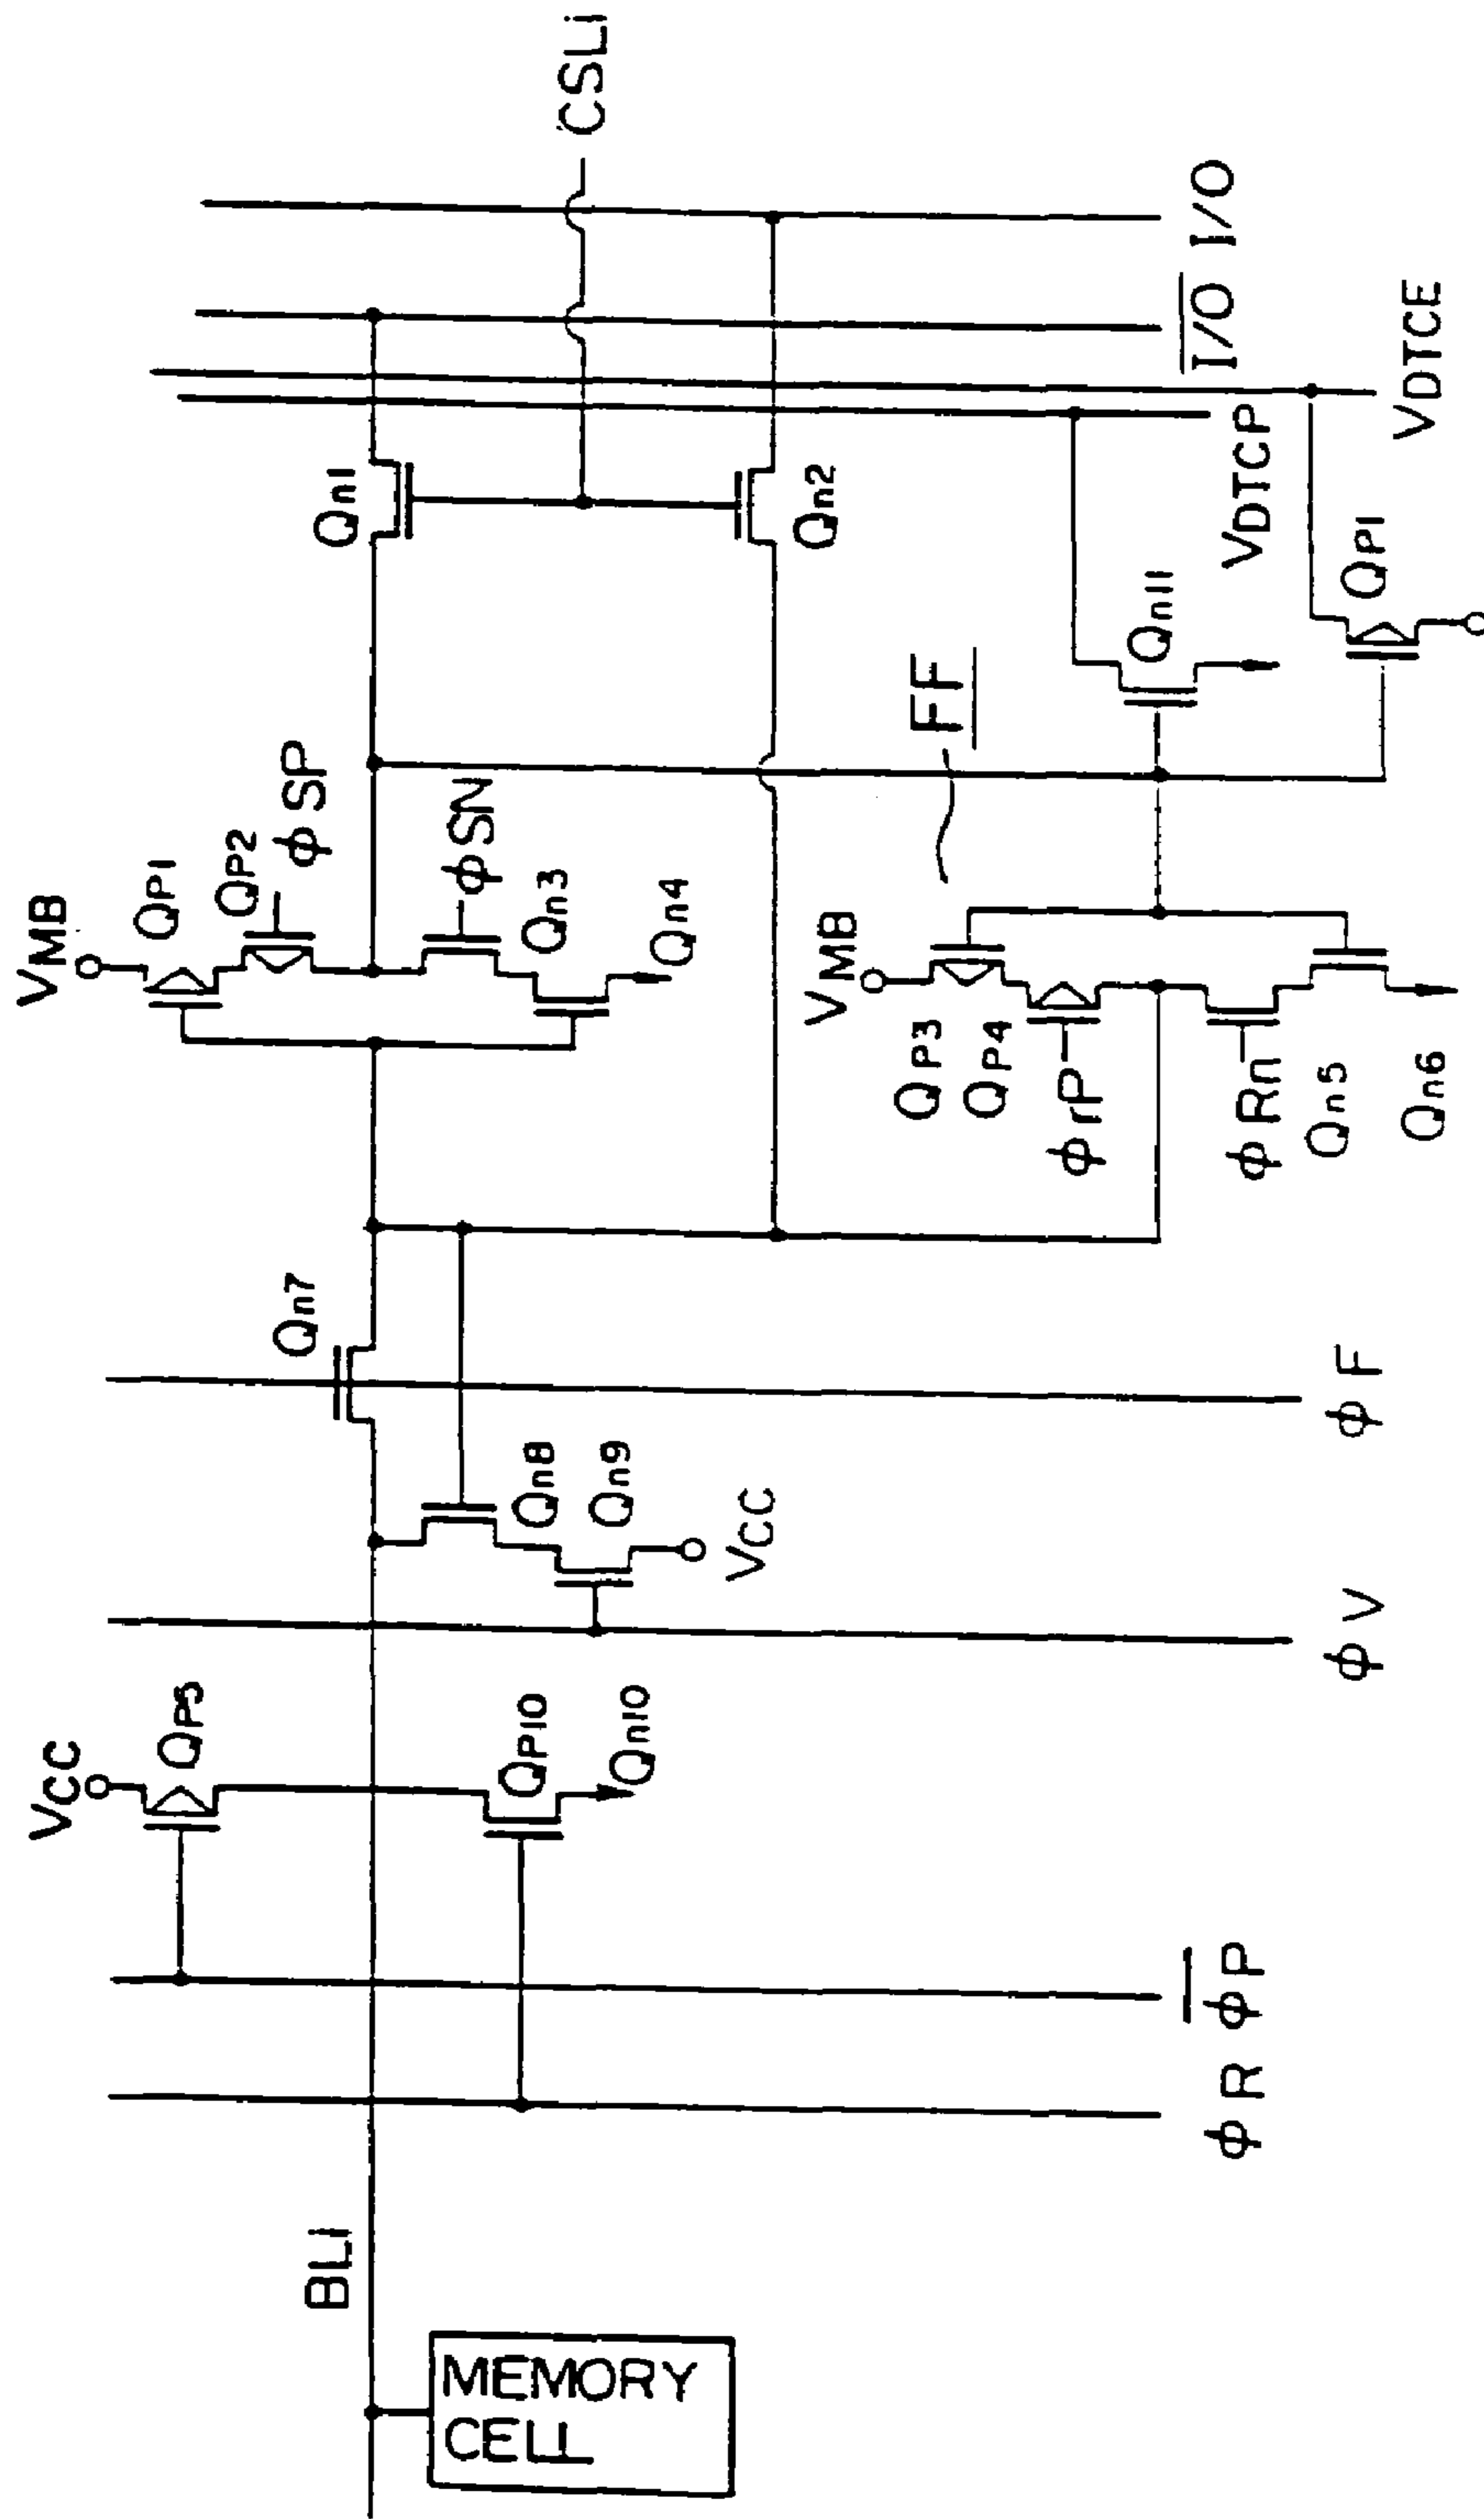 VMB
QP1
QP2
φSP
φSN
Qn3
Qn4
Qn1
Qn2
CSLi
VCC
QP5
QP10
Qn10
Qn7
Qn8
Qn9
VCC
BLi
MEMORY
CELL
VMB
QP3
QP4
φP
φRn
Qn5
Qn6
FF
Qn11
QP1
VDTCP
VDTCE
I/O I/O
φR
φP
φV
φF